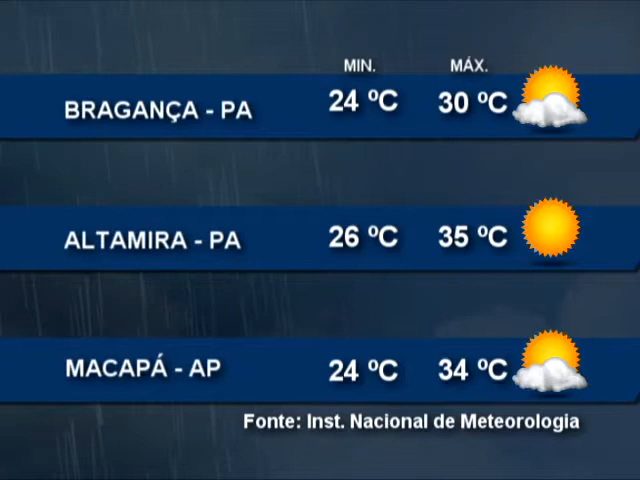 MIN. MÁX.
BRAGANÇA - PA 24 ºC 30 ºC
ALTAMIRA - PA 26 ºC 35 ºC
MACAPÁ - AP 24 ºC 34 ºC
Fonte: Inst. Nacional de Meteorologia